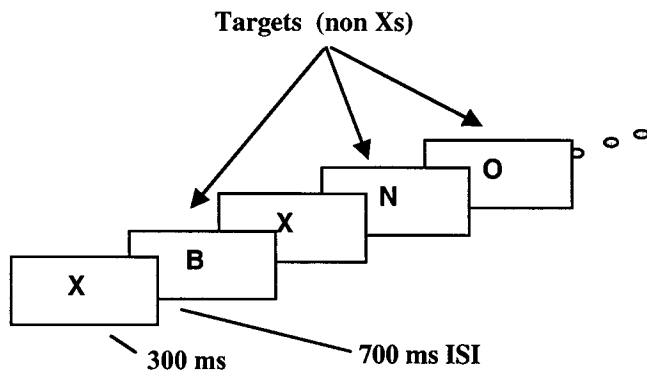 Targets (non Xs)
O
N
X
B
X
700 ms ISI
300 ms